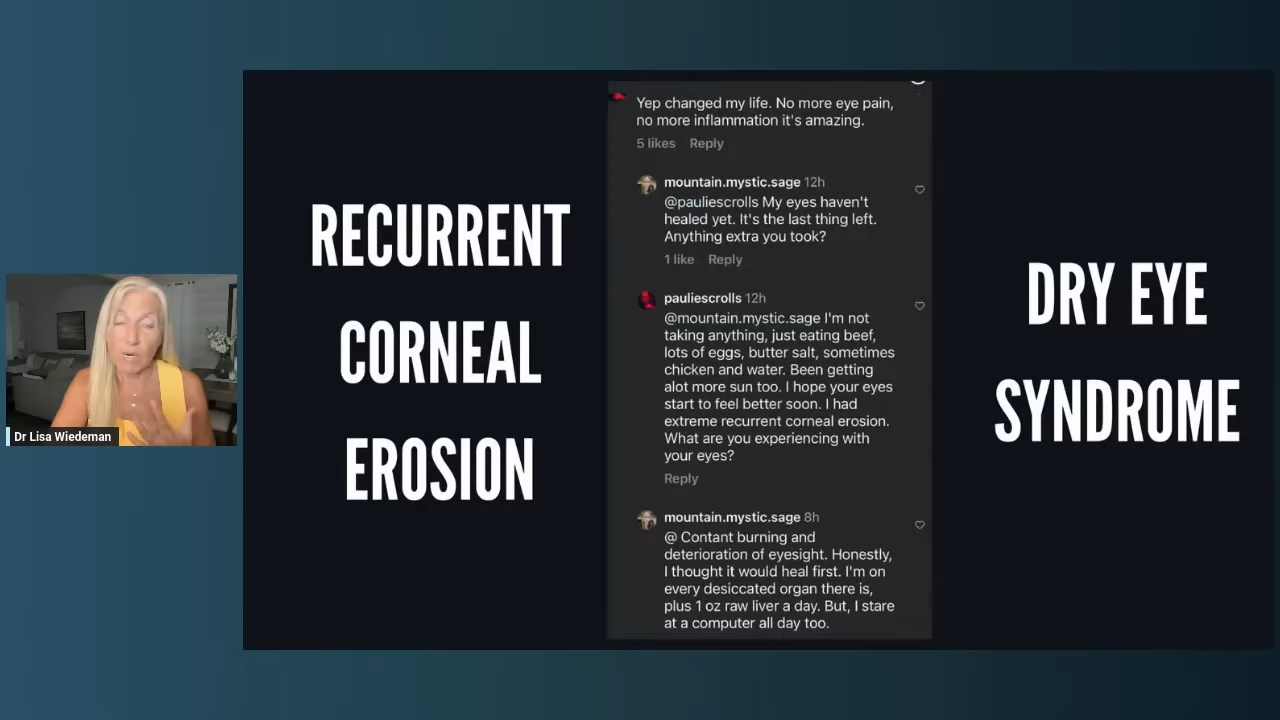 RECURRENT
CORNEAL
EROSION
Yep changed my life. No more eye pain,
no more inflammation it's amazing.
5 likes Reply
mountain.mystic.sage 12h
@pauliescrolls My eyes haven't
healed yet. It's the last thing left.
Anything extra you took?
1 like Reply
pauliescrolls 12h
@mountain.mystic.sage I'm not
taking anything, just eating beef,
lots of eggs, butter salt, sometimes
chicken and water. Been getting
alot more sun too. I hope your eyes
start to feel better soon. I had
extreme recurrent corneal erosion.
What are you experiencing with
your eyes?
Reply
mountain.mystic.sage 8h
@ Contant burning and
deterioration of eyesight. Honestly,
I thought it would heal first. I'm on
every desiccated organ there is,
plus 1 oz raw liver a day. But, I stare
at a computer all day too.
DRY EYE
SYNDROME
Dr Lisa Wiedeman